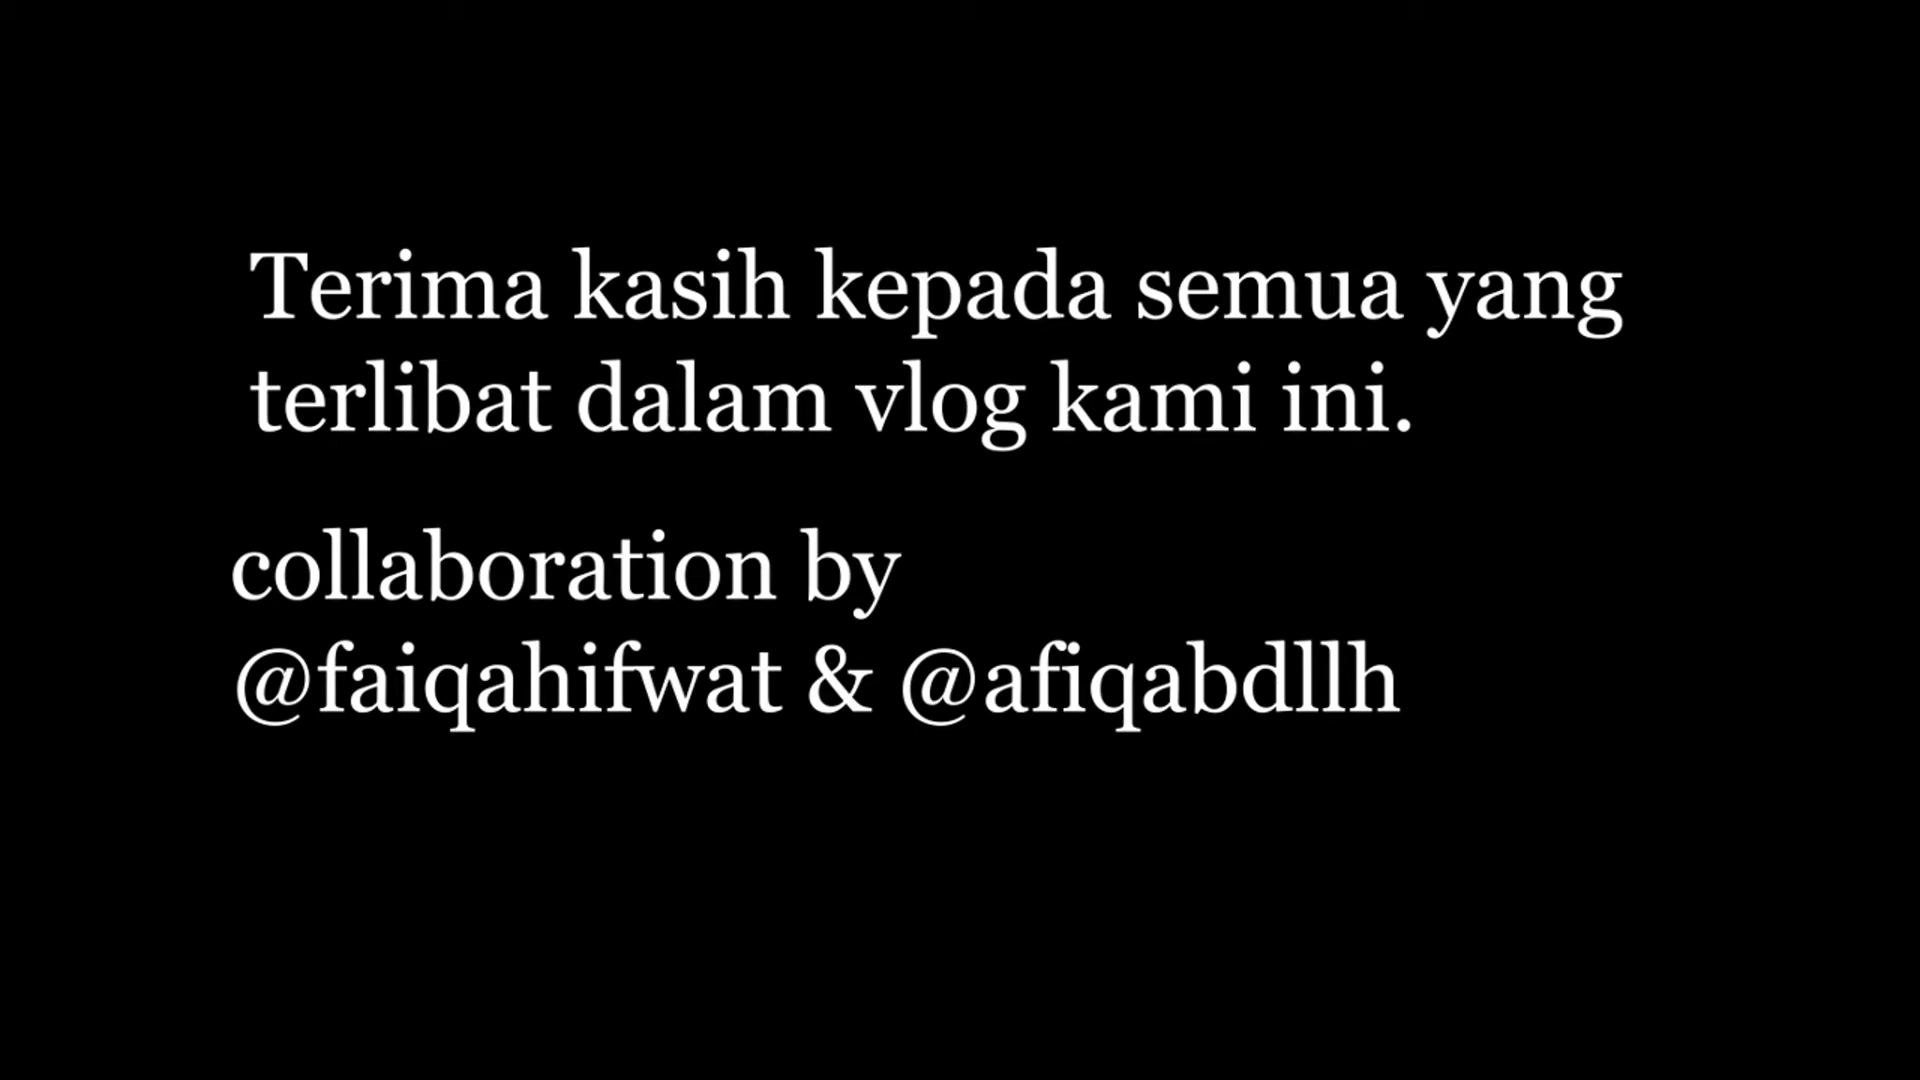 Terima kasih kepada semua yang
terlibat dalam vlog kami ini.
collaboration by
@faiqahifwat & @afiqabdllh